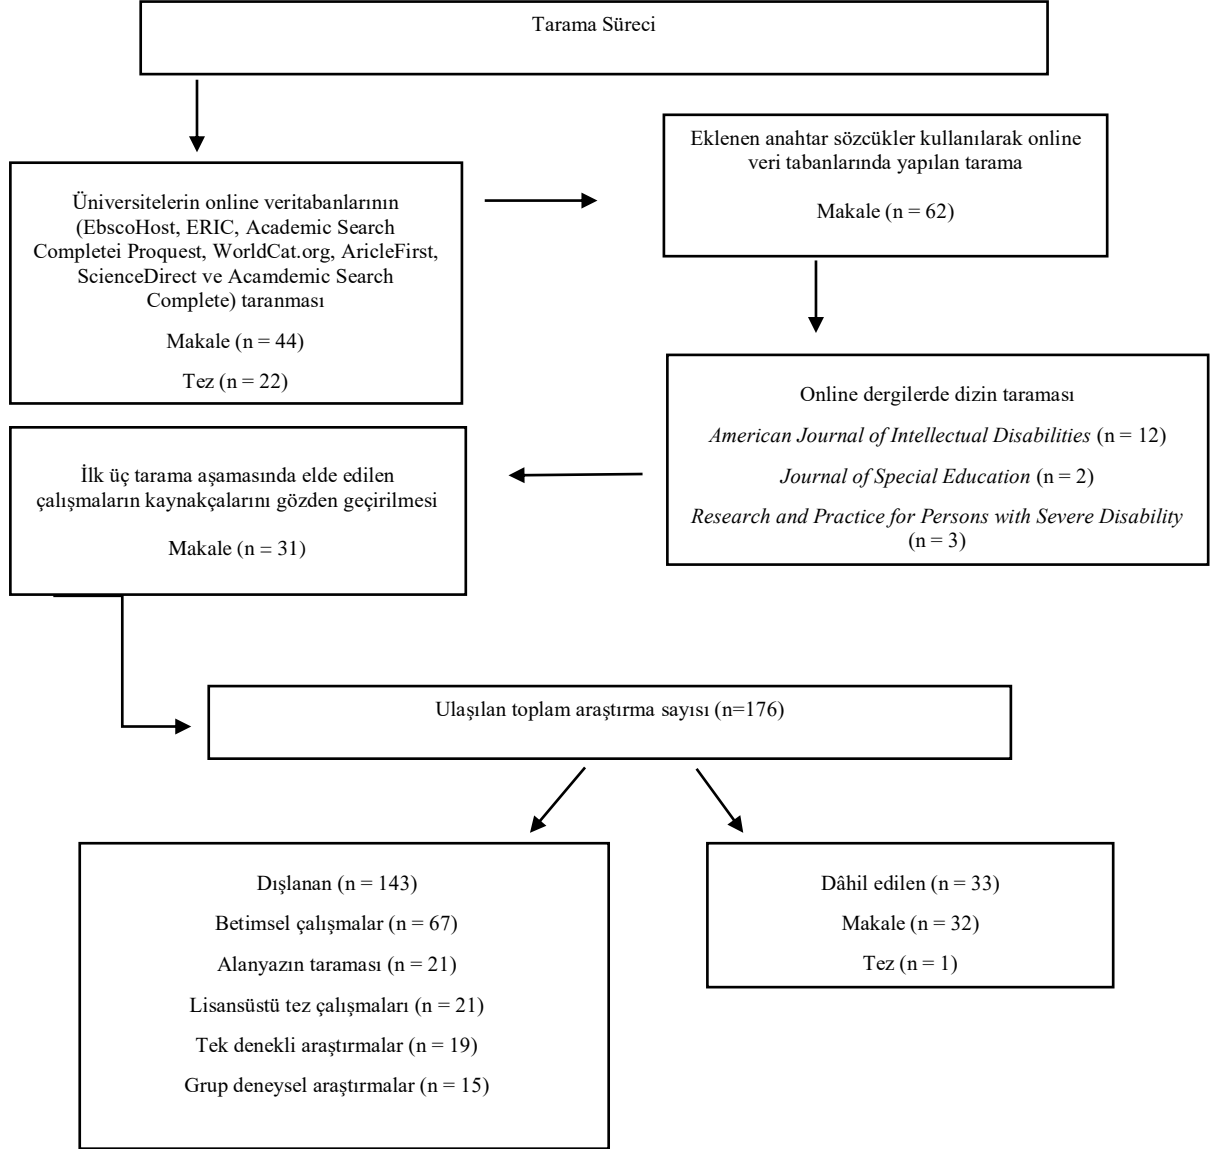 Tarama Süreci
Üniversitelerin online veritabanlarının
(EbscoHost, ERIC, Academic Search
Completei Proquest, WorldCat.org, AricleFirst,
ScienceDirect ve Acamdemic Search
Complete) taranması
Makale (n = 44)
Tez (n = 22)
Eklenen anahtar sözcükler kullanılarak online
veri tabanlarında yapılan tarama
Makale (n = 62)
Online dergilerde dizin taraması
American Journal of Intellectual Disabilities (n = 12)
Journal of Special Education (n = 2)
Research and Practice for Persons with Severe Disability
(n = 3)
İlk üç tarama aşamasında elde edilen
çalışmaların kaynakçalarını gözden geçirilmesi
Makale (n = 31)
Ulaşılan toplam araştırma sayısı (n=176)
Dışlanan (n = 143)
Betimsel çalışmalar (n = 67)
Alanyazın taraması (n = 21)
Lisansüstü tez çalışmaları (n = 21)
Tek denekli araştırmalar (n = 19)
Grup deneysel araştırmalar (n = 15)
Dâhil edilen (n = 33)
Makale (n = 32)
Tez (n = 1)